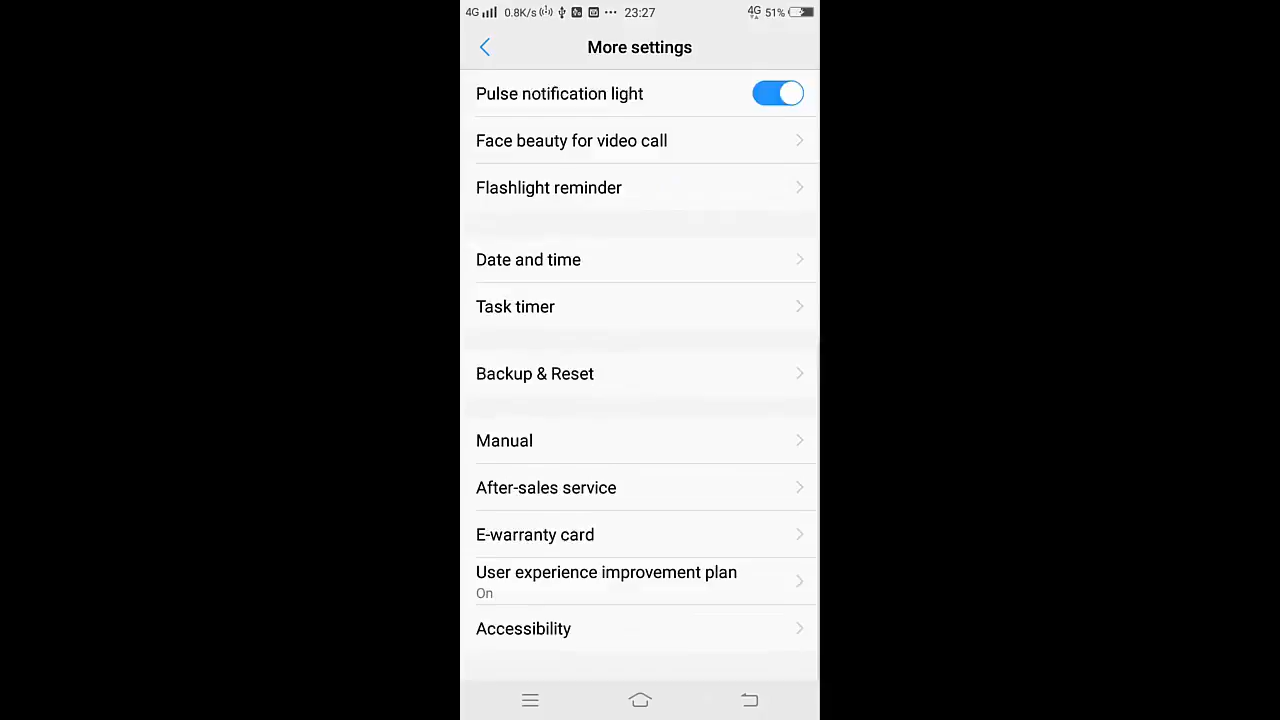 4G 0.8K/s 23:27 4G 51%
More settings
Pulse notification light
Face beauty for video call
Flashlight reminder
Date and time
Task timer
Backup & Reset
Manual
After-sales service
E-warranty card
User experience improvement plan
On
Accessibility